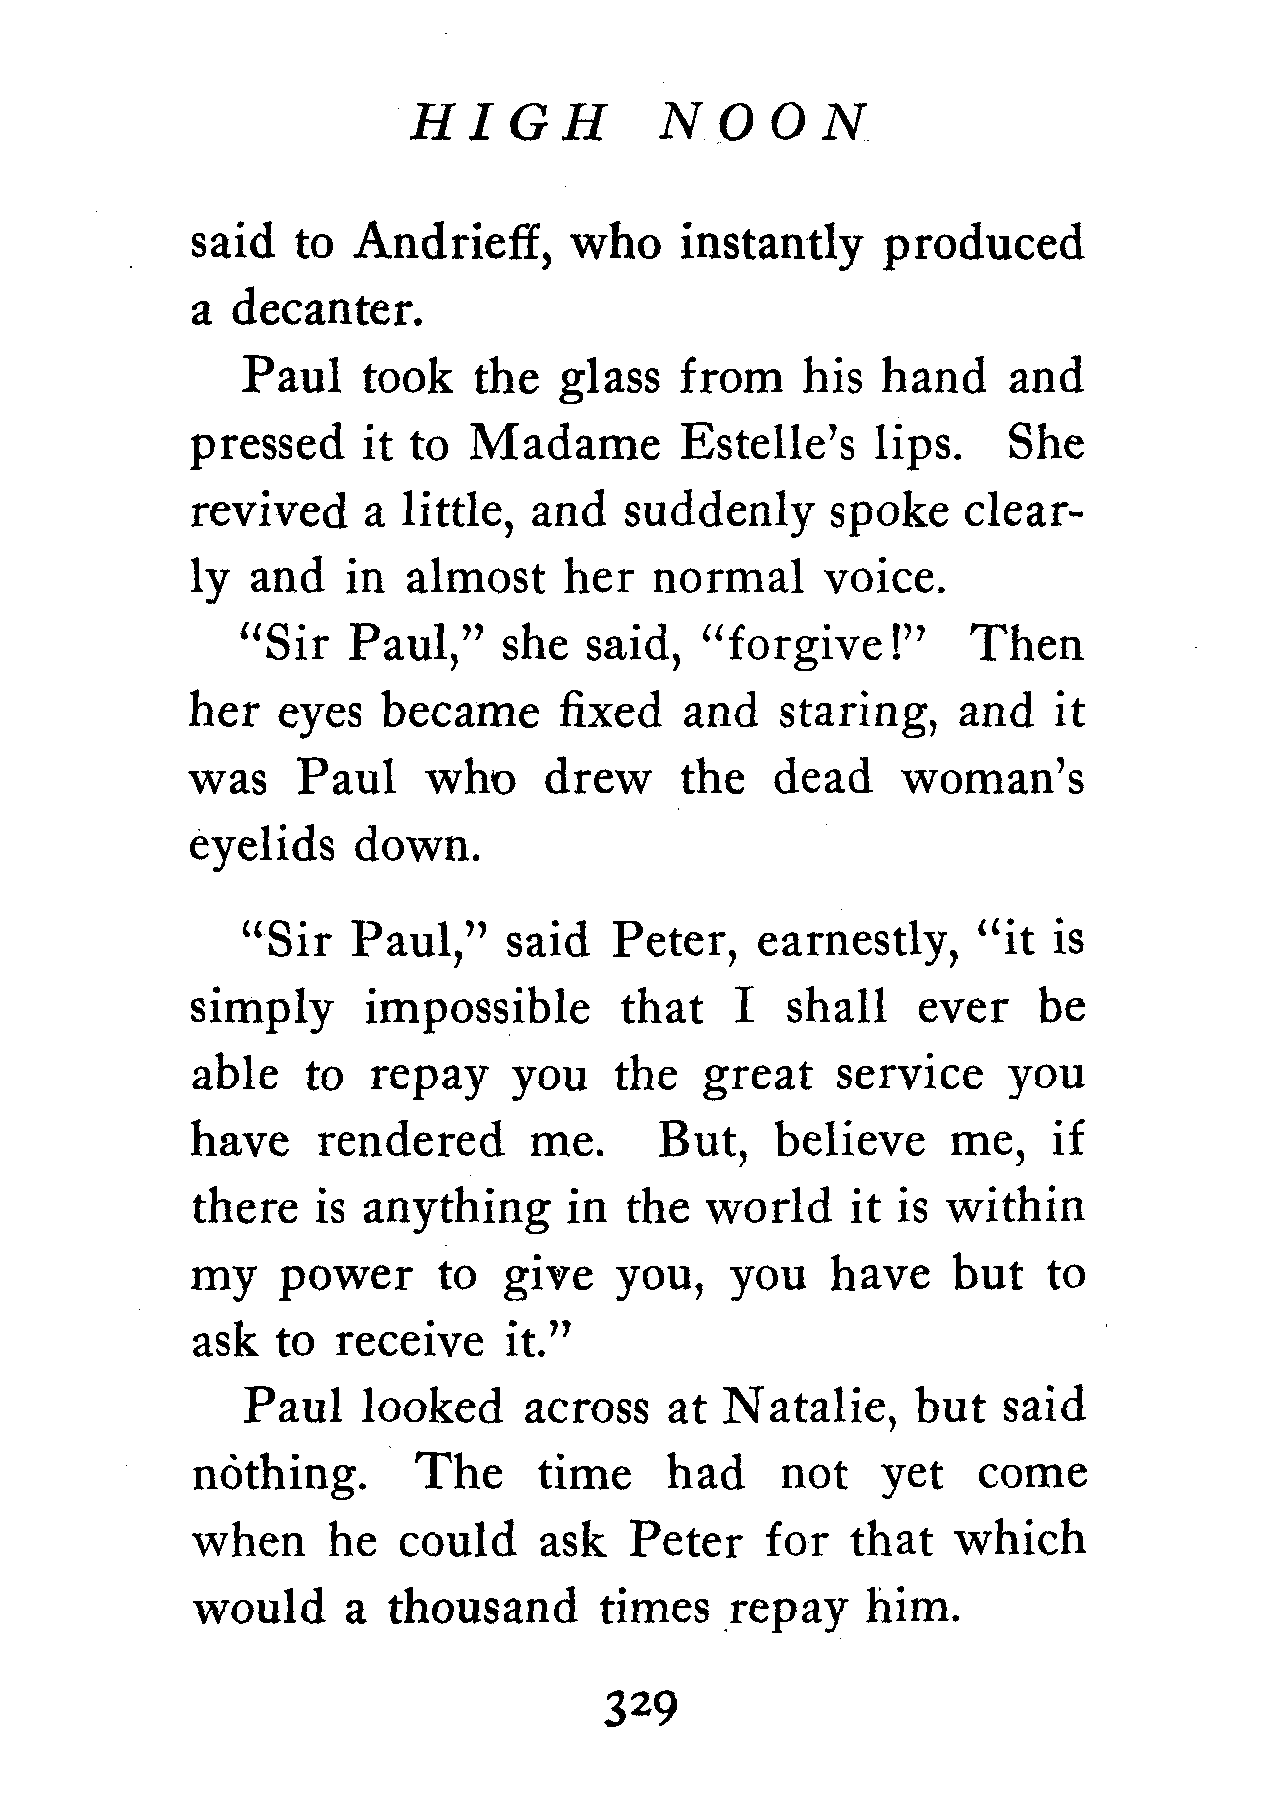 HIGH NOON
said to Andrieff, who instantly produced
a decanter.
Paul took the glass from his hand and
pressed it to Madame Estelle's lips. She
revived a little, and suddenly spoke clear-
ly and in almost her normal voice.
“Sir Paul,” she said, “forgive!” Then
her eyes became fixed and staring, and it
was Paul who drew the dead woman's
eyelids down.
“Sir Paul,” said Peter, earnestly, “it is
simply impossible that I shall ever be
able to repay you the great service you
have rendered me. But, believe me, if
there is anything in the world it is within
my power to give you, you have but to
ask to receive it.”
Paul looked across at Natalie, but said
nothing. The time had not yet come
when he could ask Peter for that which
would a thousand times repay him.
329